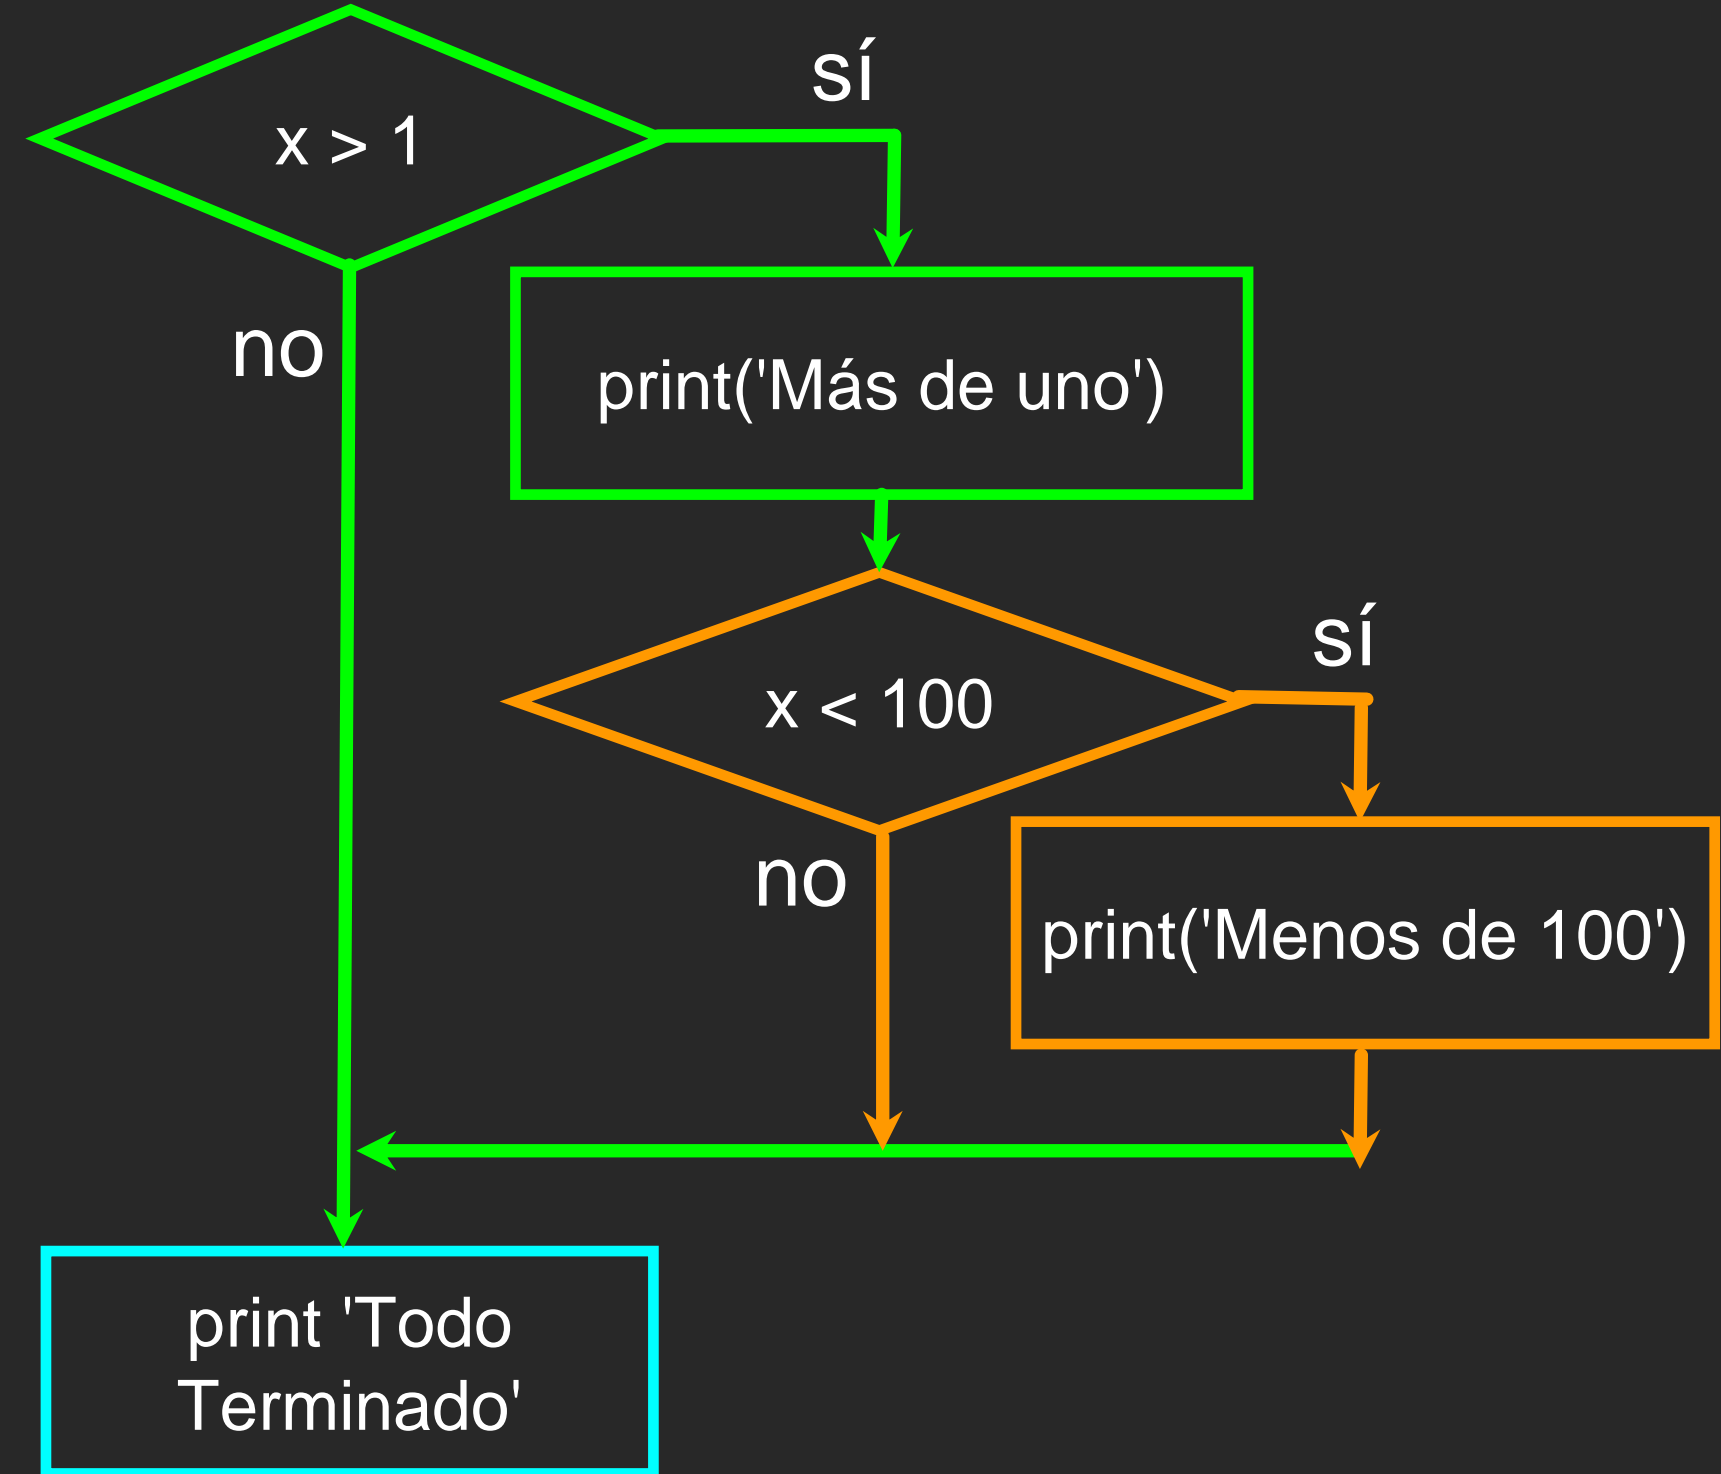 sí
x > 1
no
print('Más de uno')
sí
x < 100
no
print('Menos de 100')
print 'Todo
Terminado'